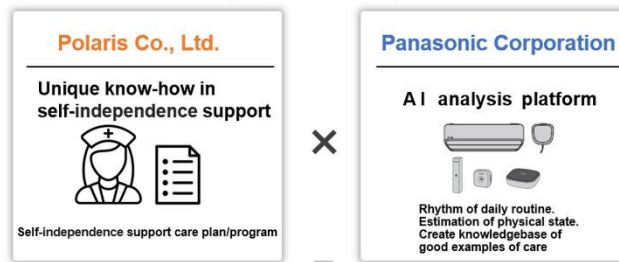 Polaris Co., Ltd.
Unique know-how in
self-independence support
Self-independence support care plan/program
×
Panasonic Corporation
AI analysis platform
Rhythm of daily routine.
Estimation of physical state.
Create knowledgebase of
good examples of care